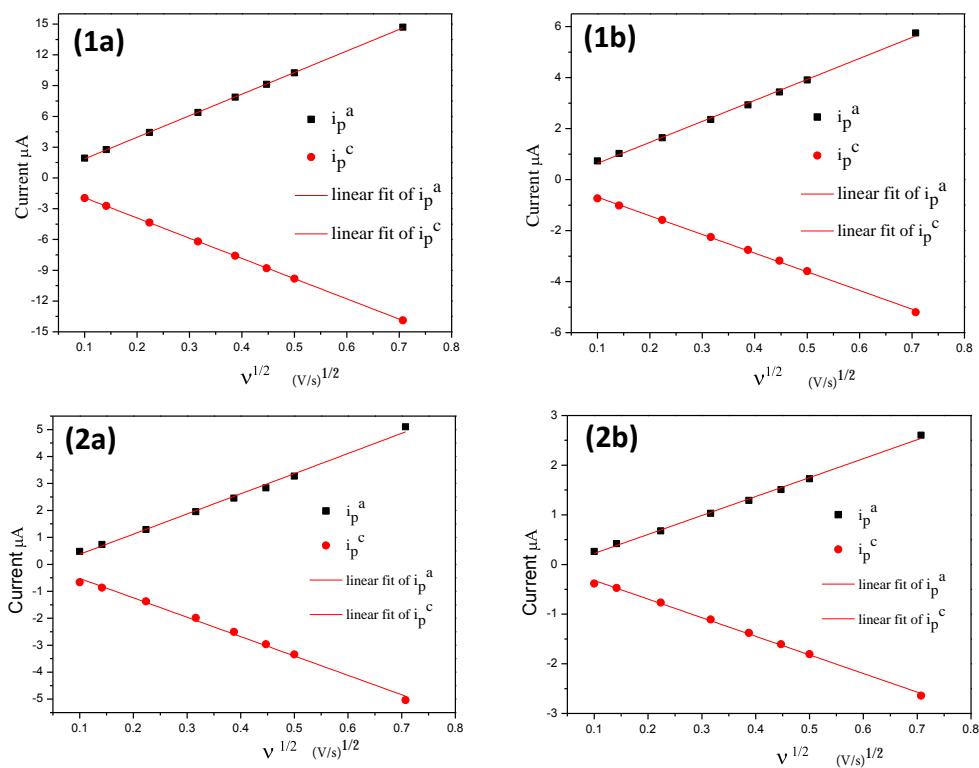 (1a)
Current μA
15
12
9
6
3
0
-3
-6
-9
-12
15
i_p^a
i_p^c
linear fit of i_p^a
linear fit of i_p^c
0.1 0.2 0.3 0.4 0.5 0.6 0.7 0.8
ν^1/2 (V/s)^1/2
(1b)
Current μA
6
4
2
0
-2
-4
-6
i_p^a
i_p^c
linear fit of i_p^a
linear fit of i_p^c
0.1 0.2 0.3 0.4 0.5 0.6 0.7 0.8
ν^1/2 (V/s)^1/2
(2a)
Current μA
5
4
3
2
1
0
-1
-2
-3
-4
-5
i_p^a
i_p^c
linear fit of i_p^a
linear fit of i_p^c
0.1 0.2 0.3 0.4 0.5 0.6 0.7 0.8
ν^1/2 (V/s)^1/2
(2b)
Current μA
3
2
1
0
-1
-2
-3
i_p^a
i_p^c
linear fit of i_p^a
linear fit of i_p^c
0.1 0.2 0.3 0.4 0.5 0.6 0.7 0.8
ν^1/2 (V/s)^1/2